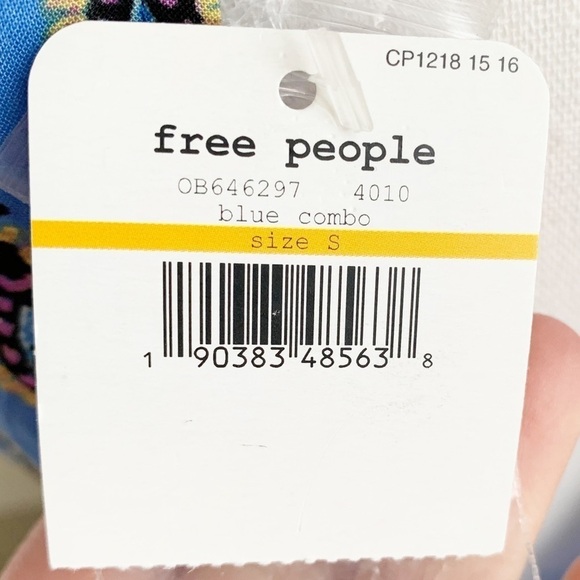 CP1218 15 16
free people
OB646297 4010
blue combo
size S
1 90383 48563 8